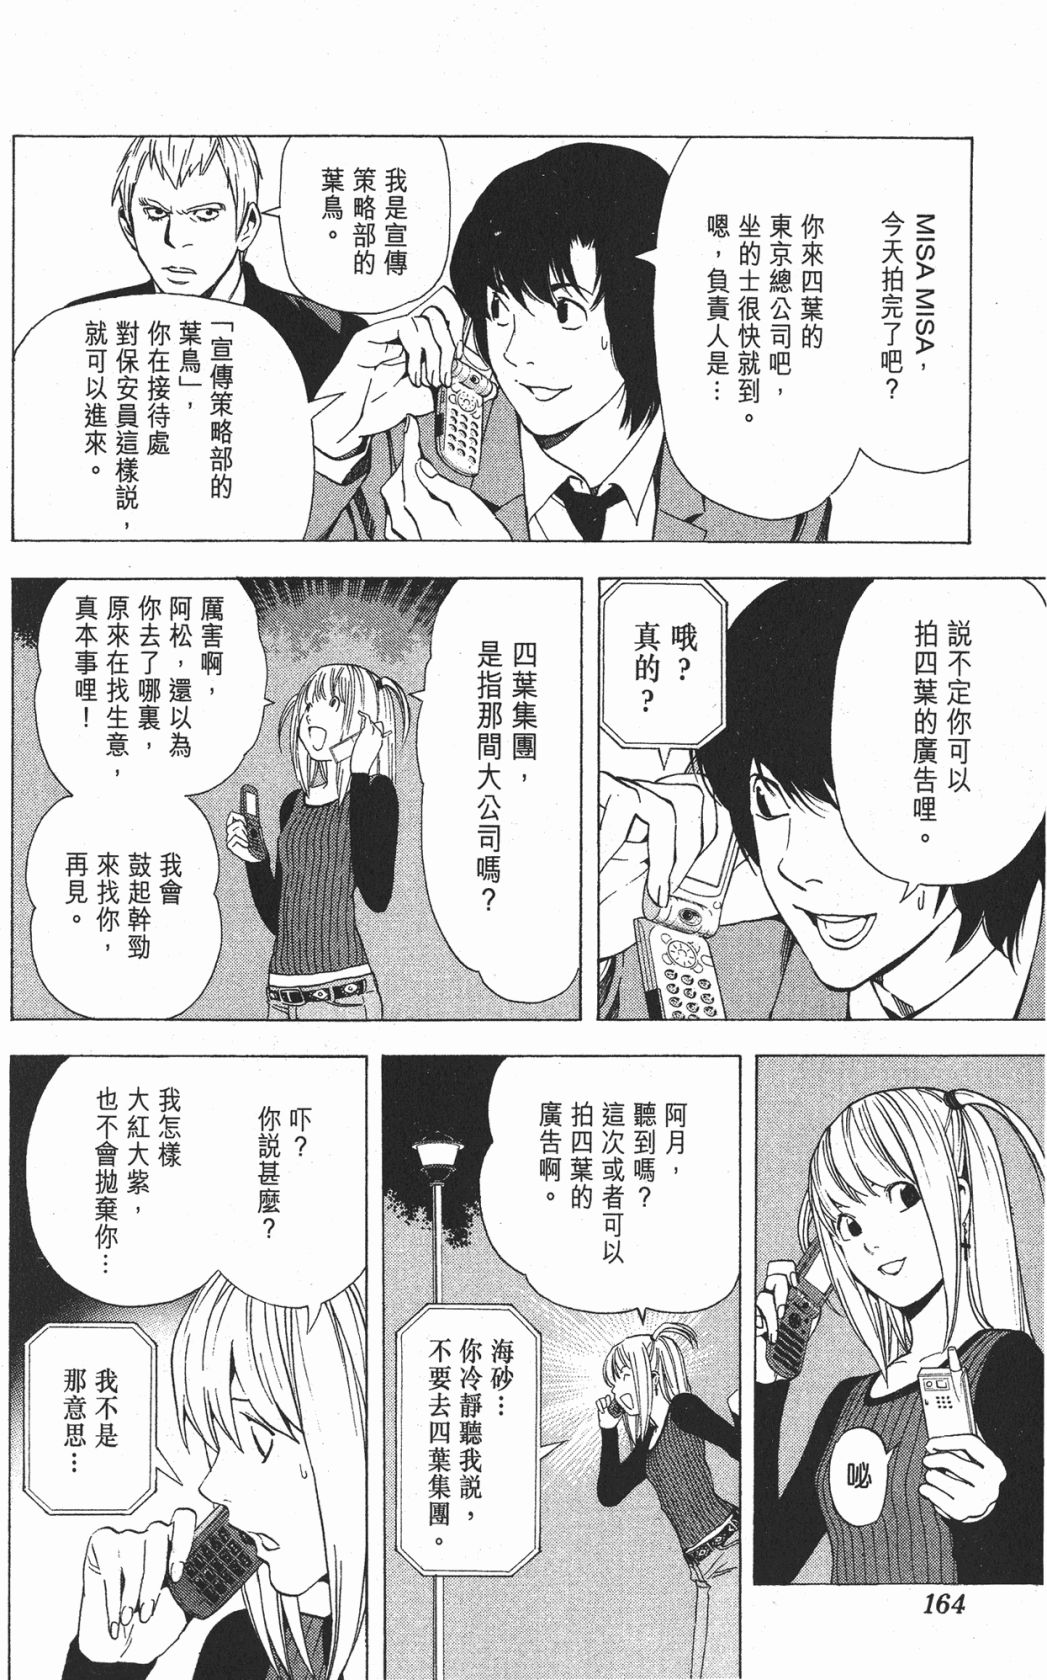 MISA MISA，
今天拍完了吧？
你來四葉的
東京總公司吧，
坐的士很快就到。
嗯，負責人是…
我是宣傳
策略部的
葉鳥。
「宣傳策略部的
葉鳥」，
你在接待處
對保安員這樣說，
就可以進來。
說不定你可以
拍四葉的廣告哩。
哦？
真的？
四葉集團，
是指那間大公司嗎？
厲害啊，
阿松，還以為
你去了哪裏，
原來在找生意，
真本事哩！
我會
鼓起幹勁
來找你，
再見。
咇
阿月，
聽到嗎？
這次或者可以
拍四葉的
廣告啊。
海砂…
你冷靜聽我說，
不要去四葉集團。
吓？
你說甚麼？
我怎樣
大紅大紫，
也不會拋棄你…
我不是
那意思…
164